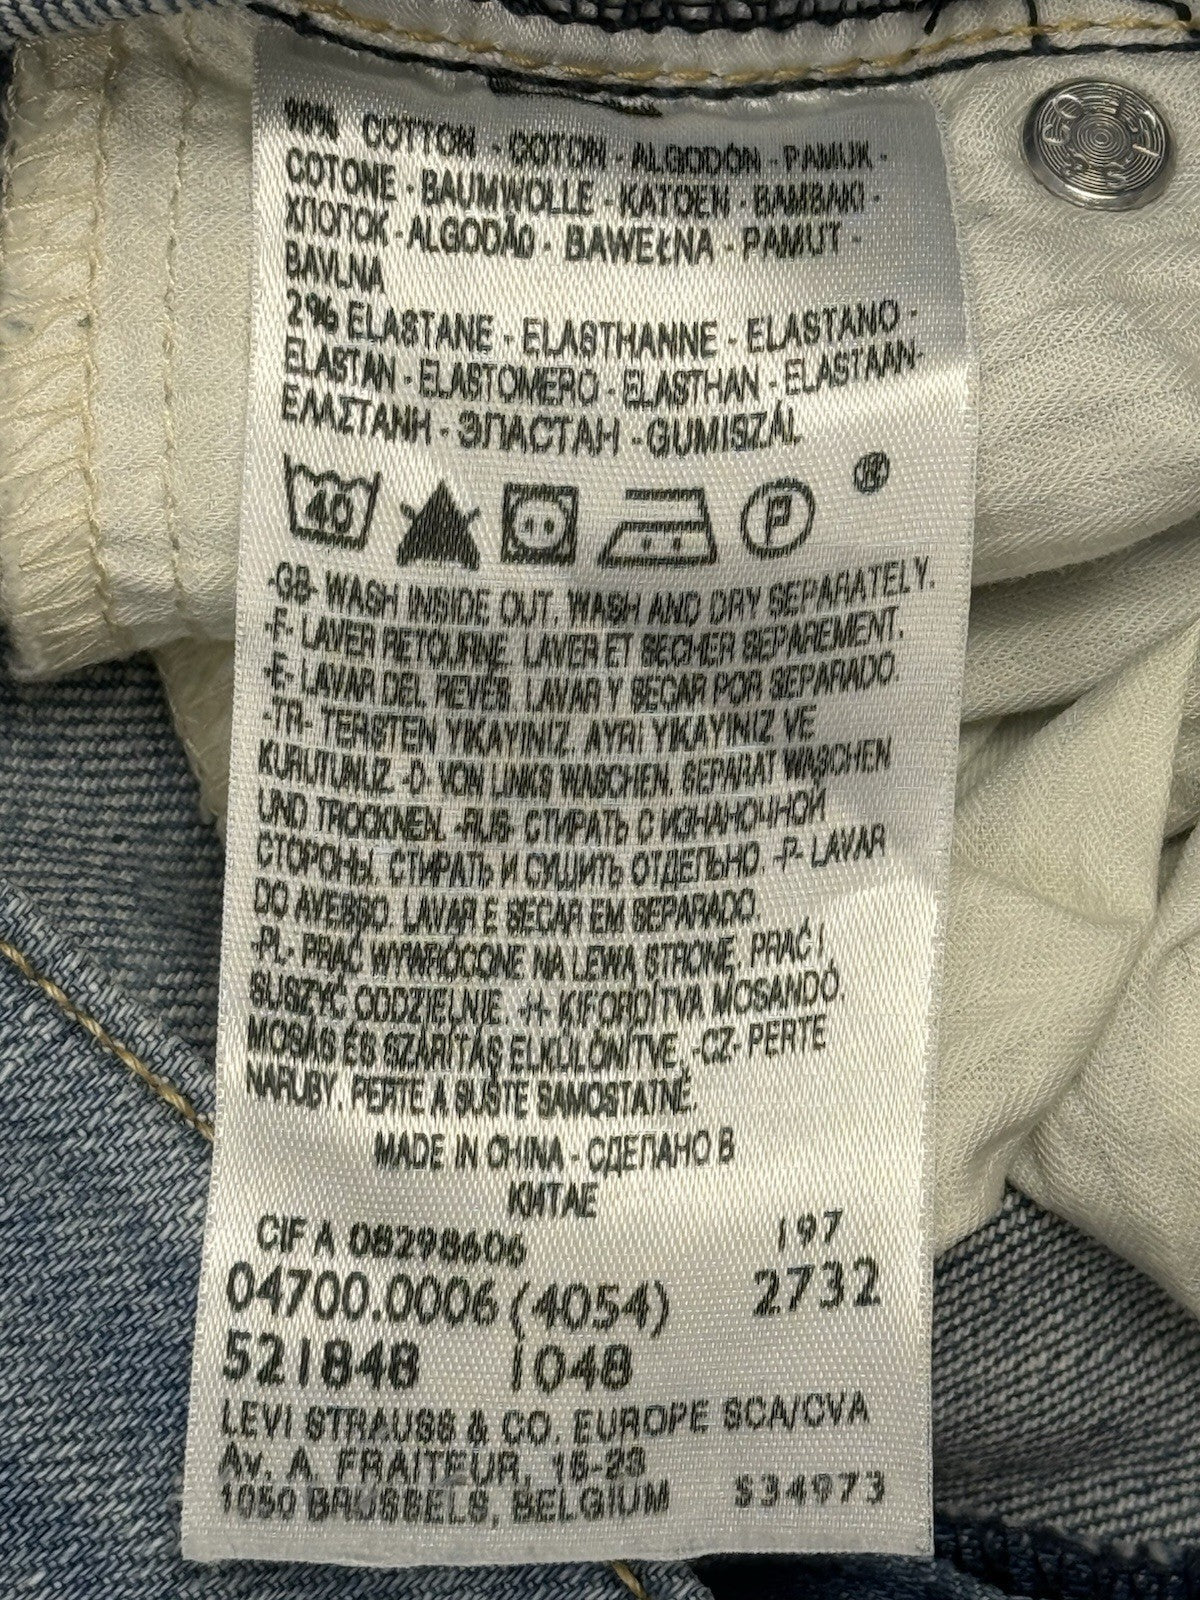 98% COTTON - COTON - ALGODÓN - PAMUK -
COTONE - BAUMWOLLE - KATOEN - BAMBAKI -
ХЛОПОК - ALGODÃO - BAWEŁNA - PAMUT -
BAVLNA
2% ELASTANE - ELASTHANNE - ELASTANO -
ELASTAN - ELASTOMERO - ELASTHAN - ELASTAAN-
ΕΛΑΣΤΑΝΗ - ЭЛАСТАН - GUMISZÁL
40 P ®
-GB- WASH INSIDE OUT. WASH AND DRY SEPARATELY.
-F- LAVER RETOURNE. LAVER ET SECHER SEPAREMENT.
-E- LAVAR DEL REVÉS. LAVAR Y SECAR POR SEPARADO.
-TR- TERSTEN YIKAYINIZ. AYRI YIKAYINIZ VE
KURUTUNUZ. -D- VON LINKS WASCHEN. SEPARAT WASCHEN
UND TROCKNEN. -RUS- СТИРАТЬ С ИЗНАНОЧНОЙ
СТОРОНЫ. СТИРАТЬ И СУШИТЬ ОТДЕЛЬНО. -P- LAVAR
DO AVESSO. LAVAR E SECAR EM SEPARADO.
-PL- PRAĆ WYWRÓCONE NA LEWĄ STRONĘ. PRAĆ I
SUSZYĆ ODDZIELNIE. -H- KIFORDÍTVA MOSANDÓ.
MOSÁS ÉS SZÁRÍTÁS ELKÜLÖNÍTVE. -CZ- PERTE
NARUBY. PERTE A SUŠTE SAMOSTATNĚ.
MADE IN CHINA - СДЕЛАНО В
КИТАЕ
CIF A 08298606 197
04700.0006 (4054) 2732
521848 1048
LEVI STRAUSS & CO. EUROPE SCA/CVA
Av. A. FRAITEUR, 15-23
1050 BRUSSELS, BELGIUM S34973